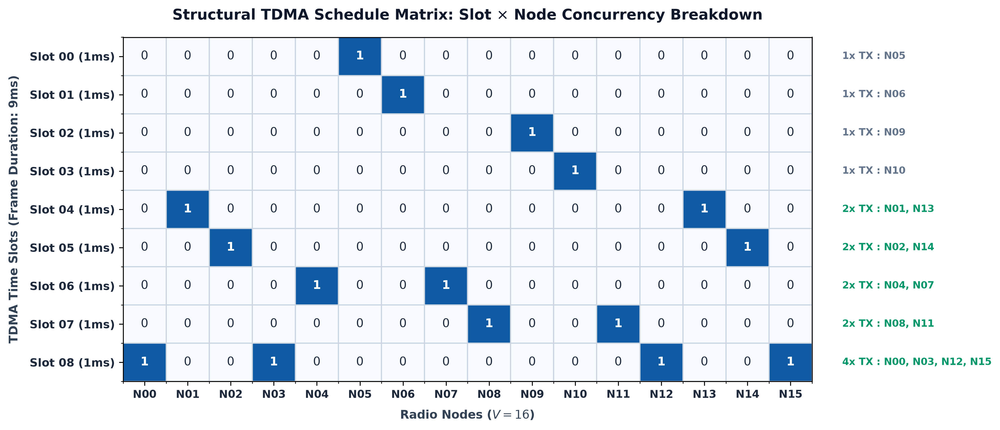 Structural TDMA Schedule Matrix: Slot × Node Concurrency Breakdown
TDMA Time Slots (Frame Duration: 9ms)
Slot 00 (1ms) 0 0 0 0 0 1 0 0 0 0 0 0 0 0 0 0 1x TX : N05
Slot 01 (1ms) 0 0 0 0 0 0 1 0 0 0 0 0 0 0 0 0 1x TX : N06
Slot 02 (1ms) 0 0 0 0 0 0 0 0 0 1 0 0 0 0 0 0 1x TX : N09
Slot 03 (1ms) 0 0 0 0 0 0 0 0 0 0 1 0 0 0 0 0 1x TX : N10
Slot 04 (1ms) 0 1 0 0 0 0 0 0 0 0 0 0 0 1 0 0 2x TX : N01, N13
Slot 05 (1ms) 0 0 1 0 0 0 0 0 0 0 0 0 0 0 1 0 2x TX : N02, N14
Slot 06 (1ms) 0 0 0 0 1 0 0 1 0 0 0 0 0 0 0 0 2x TX : N04, N07
Slot 07 (1ms) 0 0 0 0 0 0 0 0 1 0 0 1 0 0 0 0 2x TX : N08, N11
Slot 08 (1ms) 1 0 0 1 0 0 0 0 0 0 0 0 1 0 0 1 4x TX : N00, N03, N12, N15
N00 N01 N02 N03 N04 N05 N06 N07 N08 N09 N10 N11 N12 N13 N14 N15
Radio Nodes (V = 16)